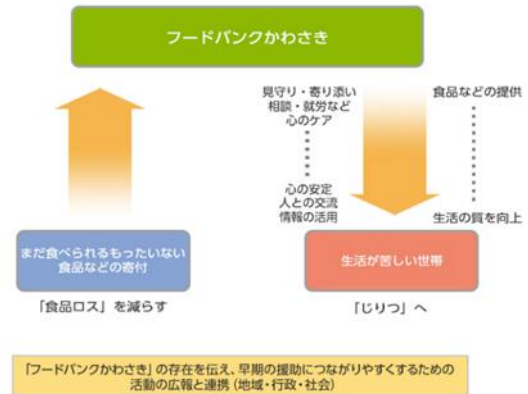 フードバンクかわさき
見守り・寄り添い
相談・就労など
心のケア
食品などの提供
心の安定
人との交流
情報の活用
生活の質を向上
まだ食べられるもったいない
食品などの寄付
生活が苦しい世帯
「食品ロス」を減らす
「じりつ」へ
「フードバンクかわさき」の存在を伝え、早期の援助につながりやすくするための
活動の広報と連携（地域・行政・社会）